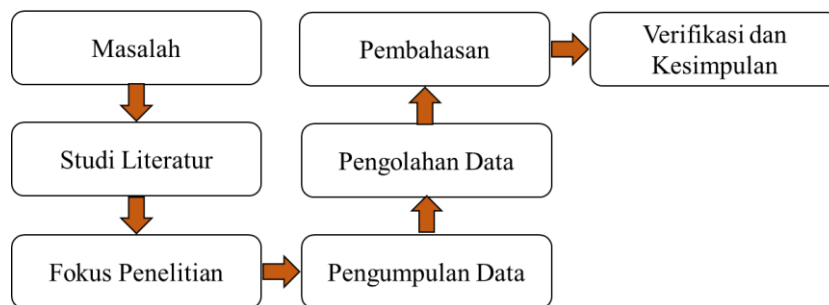 Masalah
Studi Literatur
Fokus Penelitian
Pengumpulan Data
Pengolahan Data
Pembahasan
Verifikasi dan
Kesimpulan